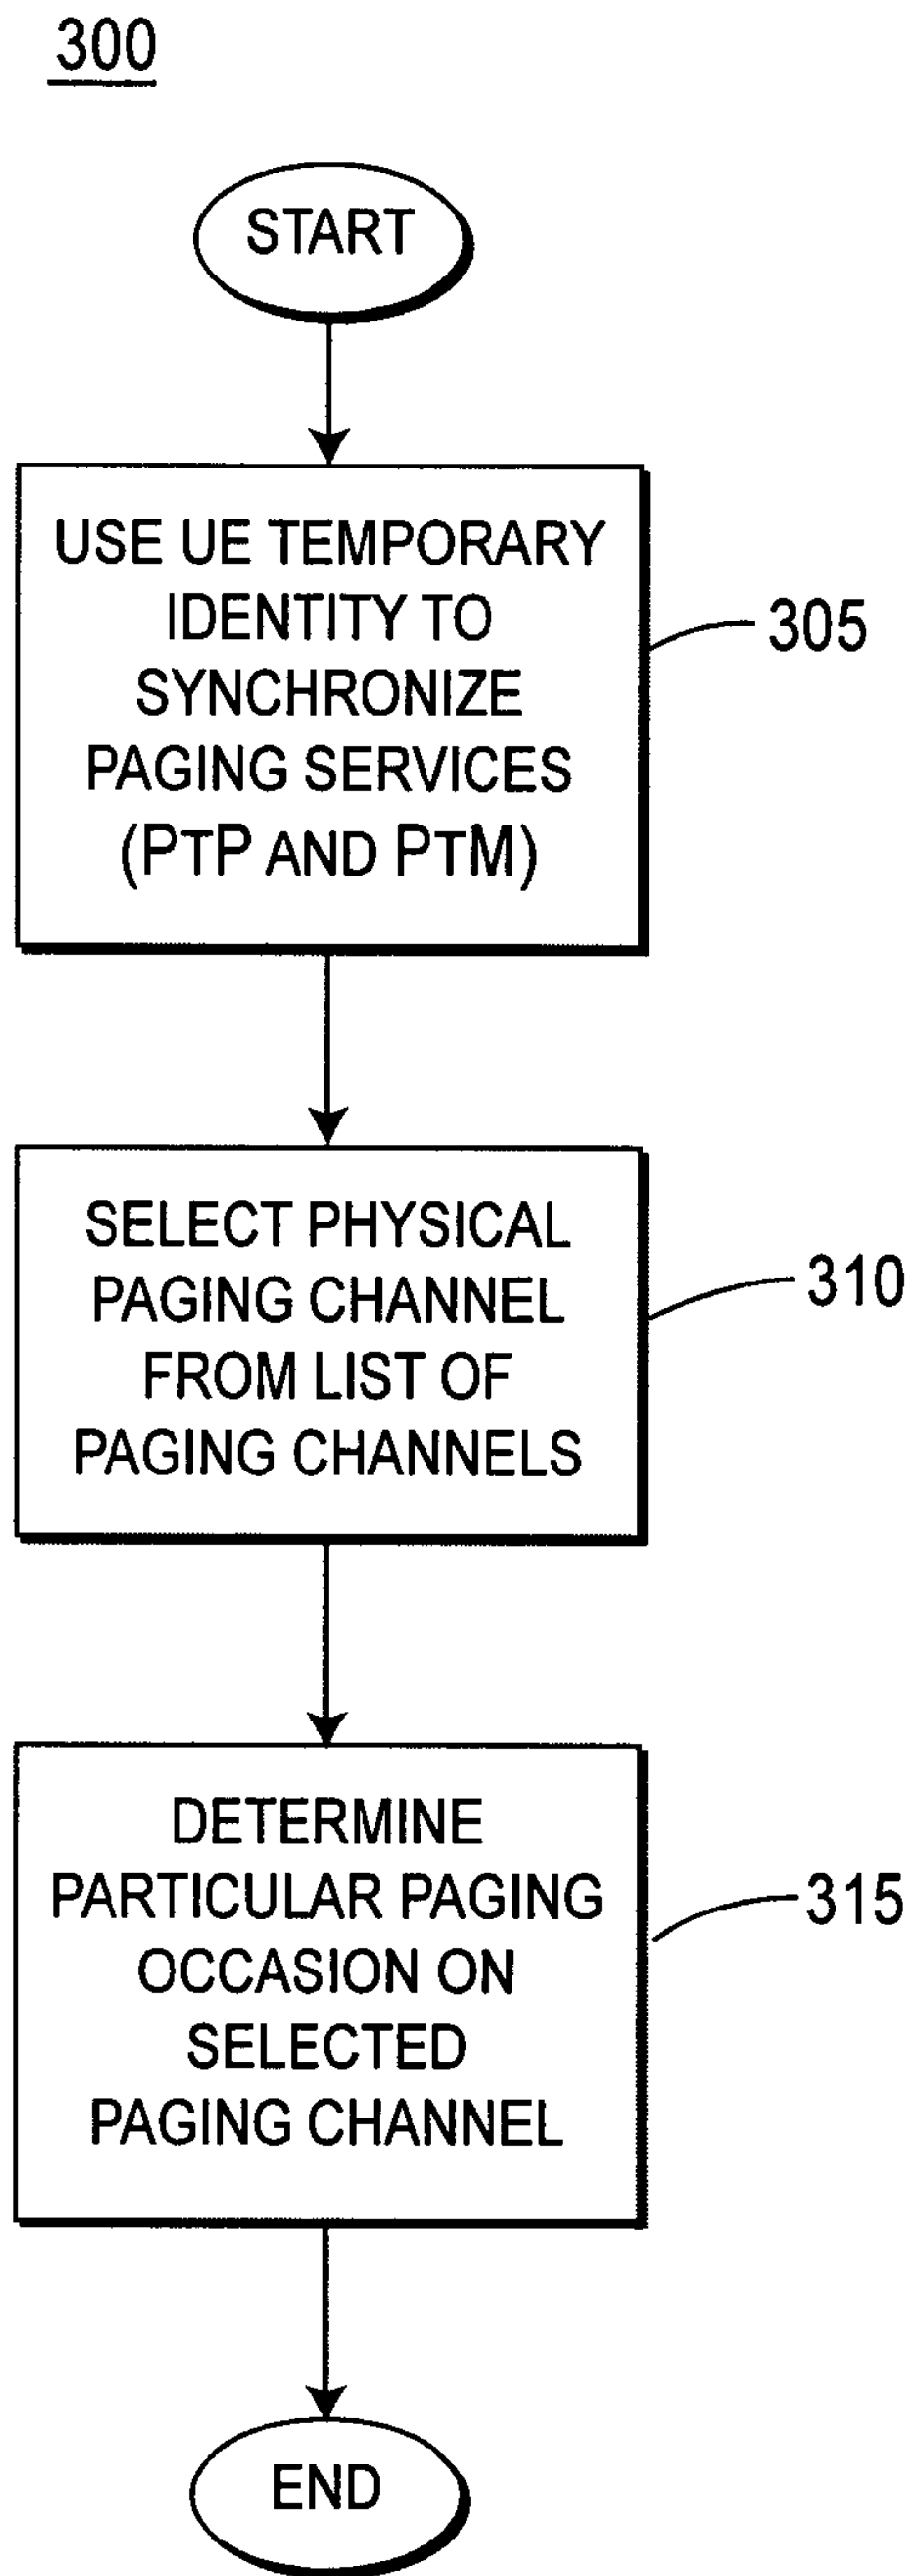 300
START
USE UE TEMPORARY
IDENTITY TO
SYNCHRONIZE
PAGING SERVICES
(PTP AND PTM)
305
SELECT PHYSICAL
PAGING CHANNEL
FROM LIST OF
PAGING CHANNELS
310
DETERMINE
PARTICULAR PAGING
OCCASION ON
SELECTED
PAGING CHANNEL
315
END